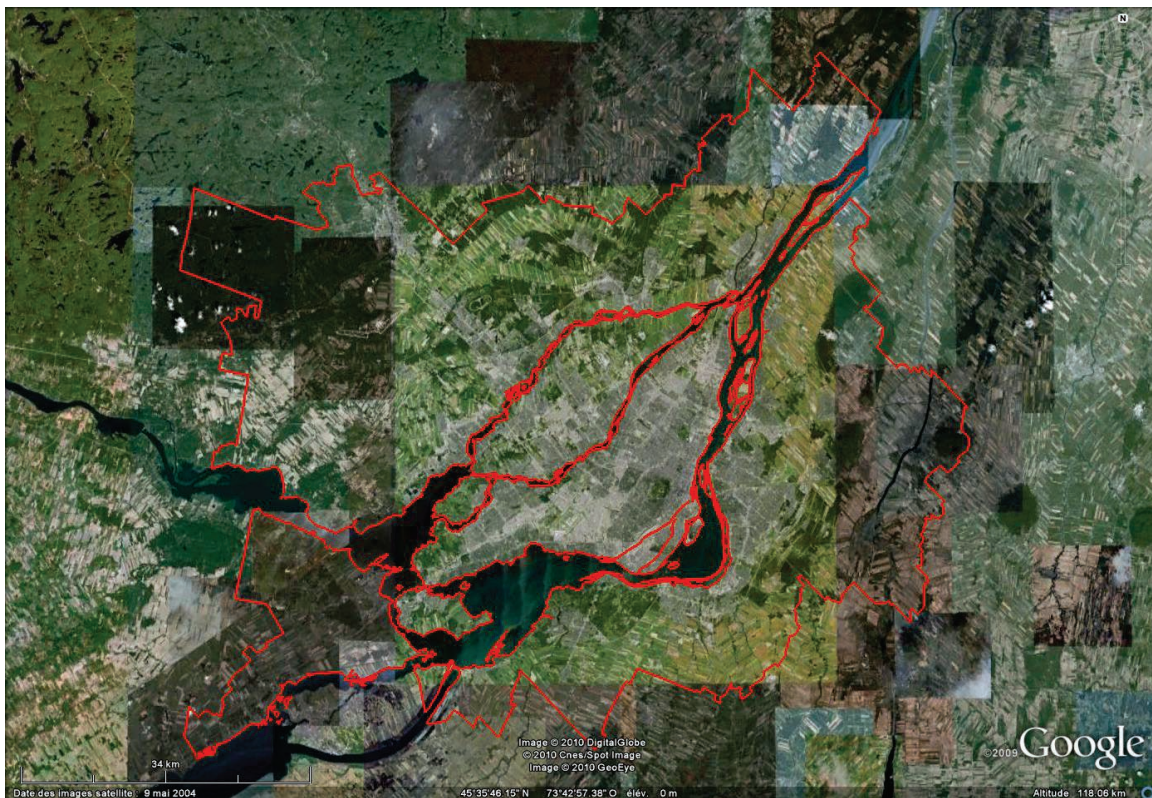 N
34 km
Image © 2010 DigitalGlobe
© 2010 Cnes/Spot Image
Image © 2010 GeoEye
©2009 Google
Date des images satellite: 9 mai 2004 45°35'46.15" N 73°42'57.38" O élév. 0 m Altitude 118.06 km